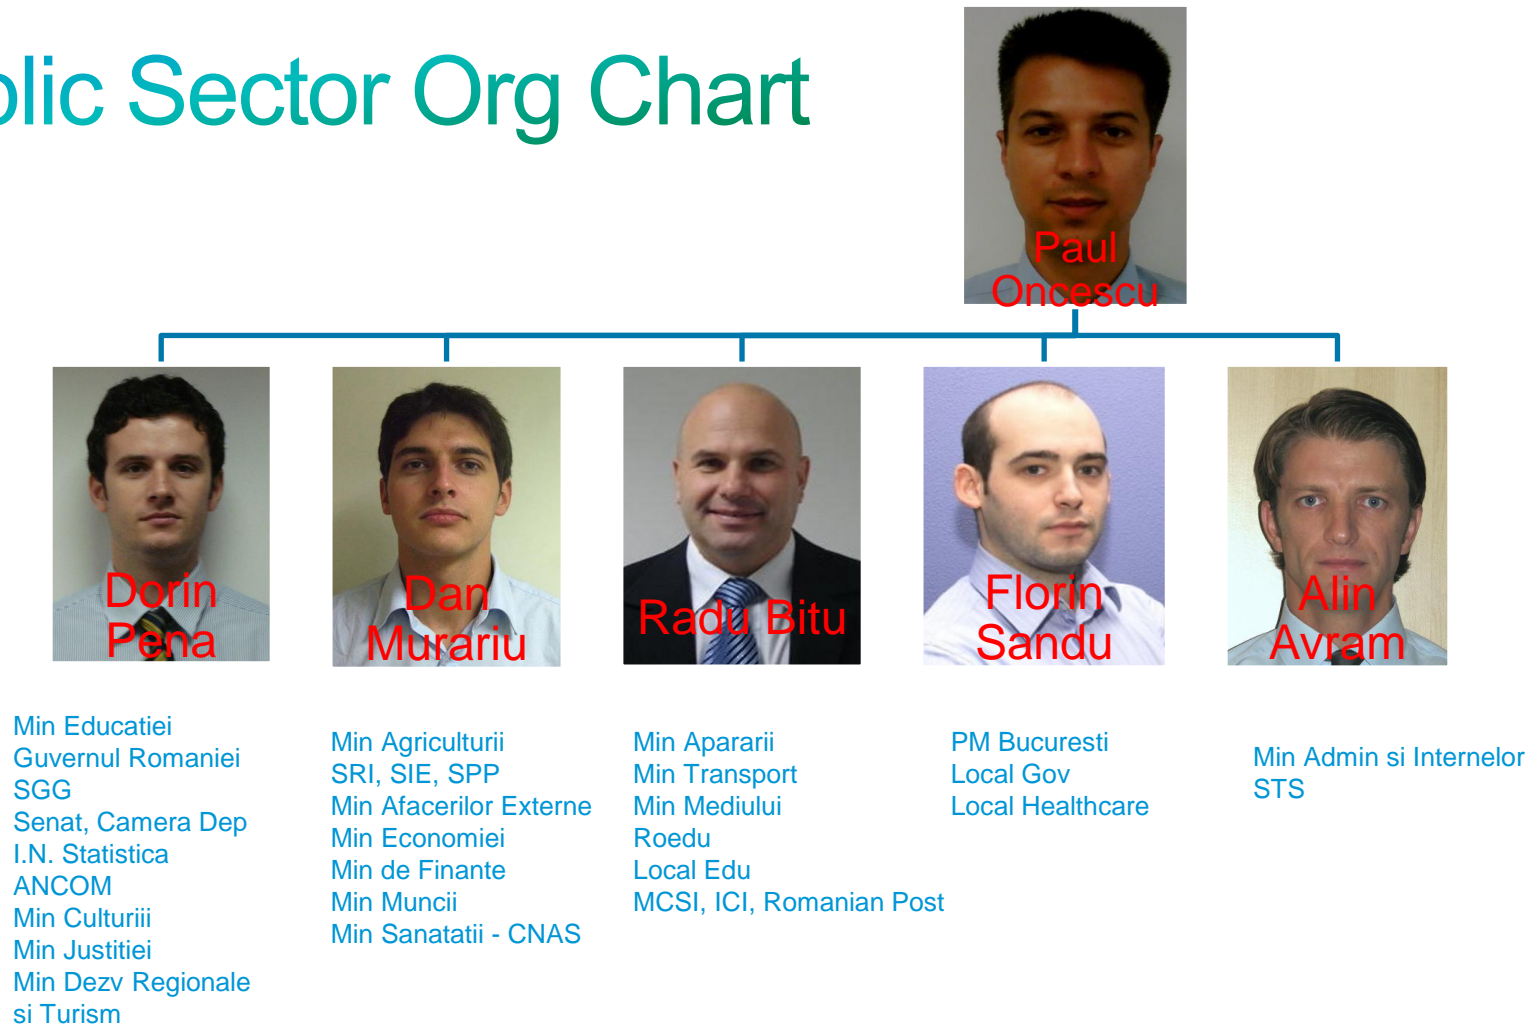 olic Sector Org Chart
Paul
Oncescu
Dorin
Pena
Dan
Murariu
Radu Bitu
Florin
Sandu
Alin
Avram
Min Educatiei
Guvernul Romaniei
SGG
Senat, Camera Dep
I.N. Statistica
ANCOM
Min Culturiii
Min Justitiei
Min Dezv Regionale
si Turism
Min Agriculturii
SRI, SIE, SPP
Min Afacerilor Externe
Min Economiei
Min de Finante
Min Muncii
Min Sanatatii - CNAS
Min Apararii
Min Transport
Min Mediului
Roedu
Local Edu
MCSI, ICI, Romanian Post
PM Bucuresti
Local Gov
Local Healthcare
Min Admin si Internelor
STS